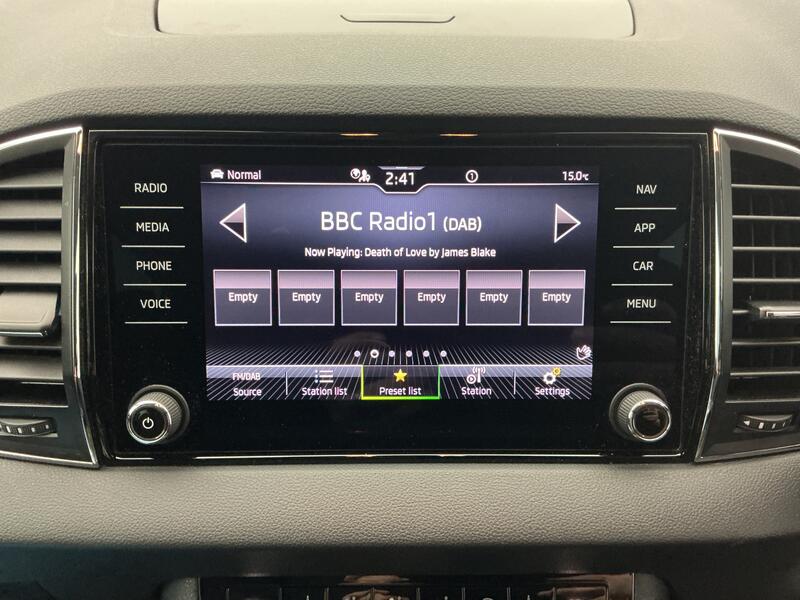 RADIO
MEDIA
PHONE
VOICE
Normal
2:41
1
15.0°C
BBC Radio1 (DAB)
Now Playing: Death of Love by James Blake
Empty
Empty
Empty
Empty
Empty
Empty
FM/DAB
Source
Station list
Preset list
Station
Settings
NAV
APP
CAR
MENU